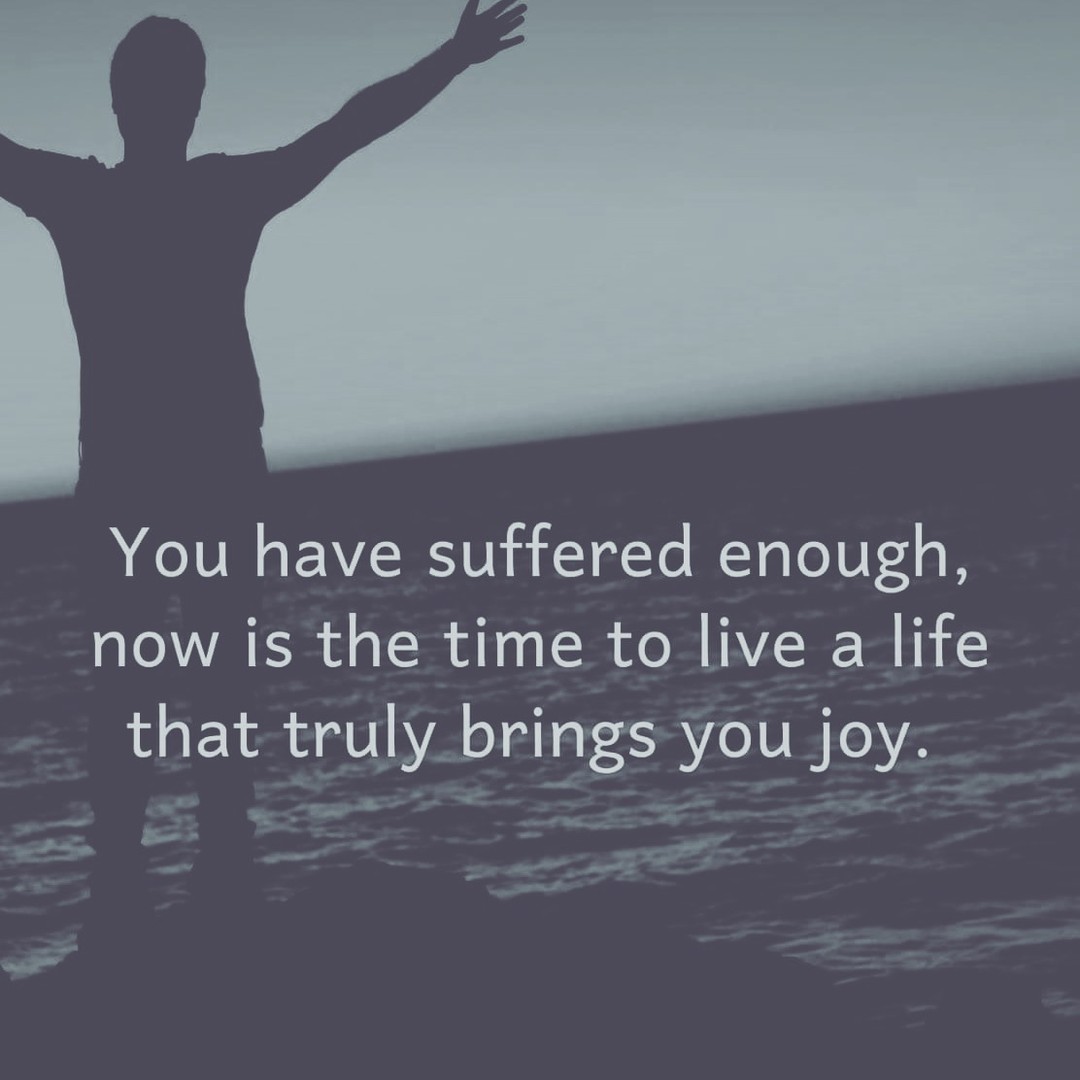 You have suffered enough,
now is the time to live a life
that truly brings you joy.